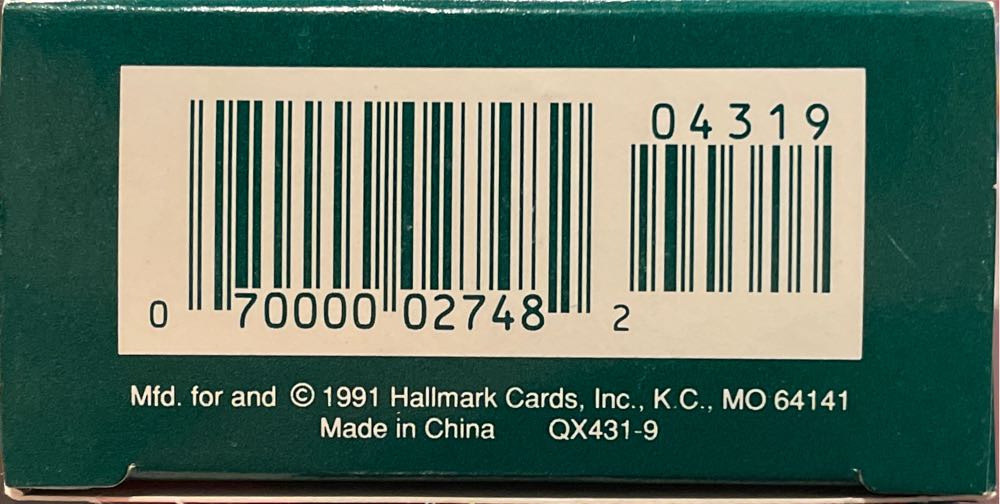 04319
0 70000 02748 2
Mfd. for and © 1991 Hallmark Cards, Inc., K.C., MO 64141
Made in China QX431-9